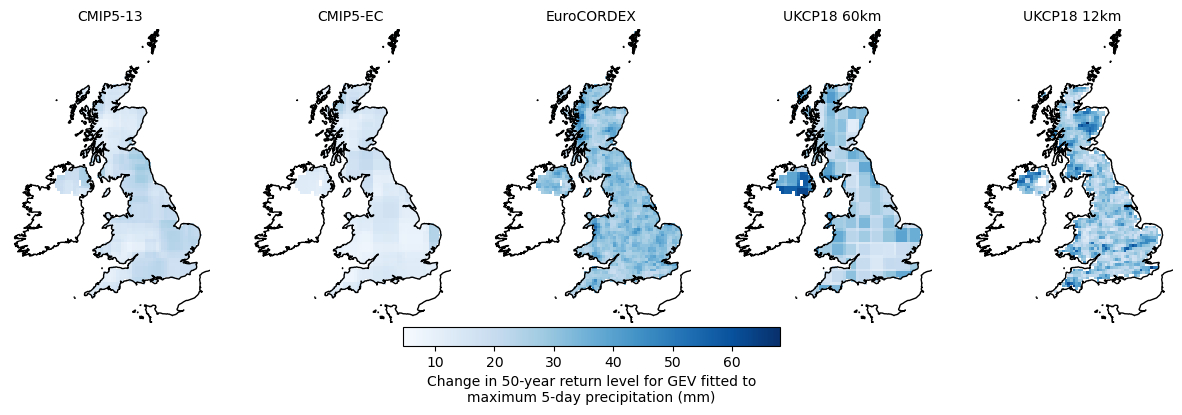 CMIP5-13
CMIP5-EC
EuroCORDEX
UKCP18 60km
UKCP18 12km
10 20 30 40 50 60
Change in 50-year return level for GEV fitted to
maximum 5-day precipitation (mm)